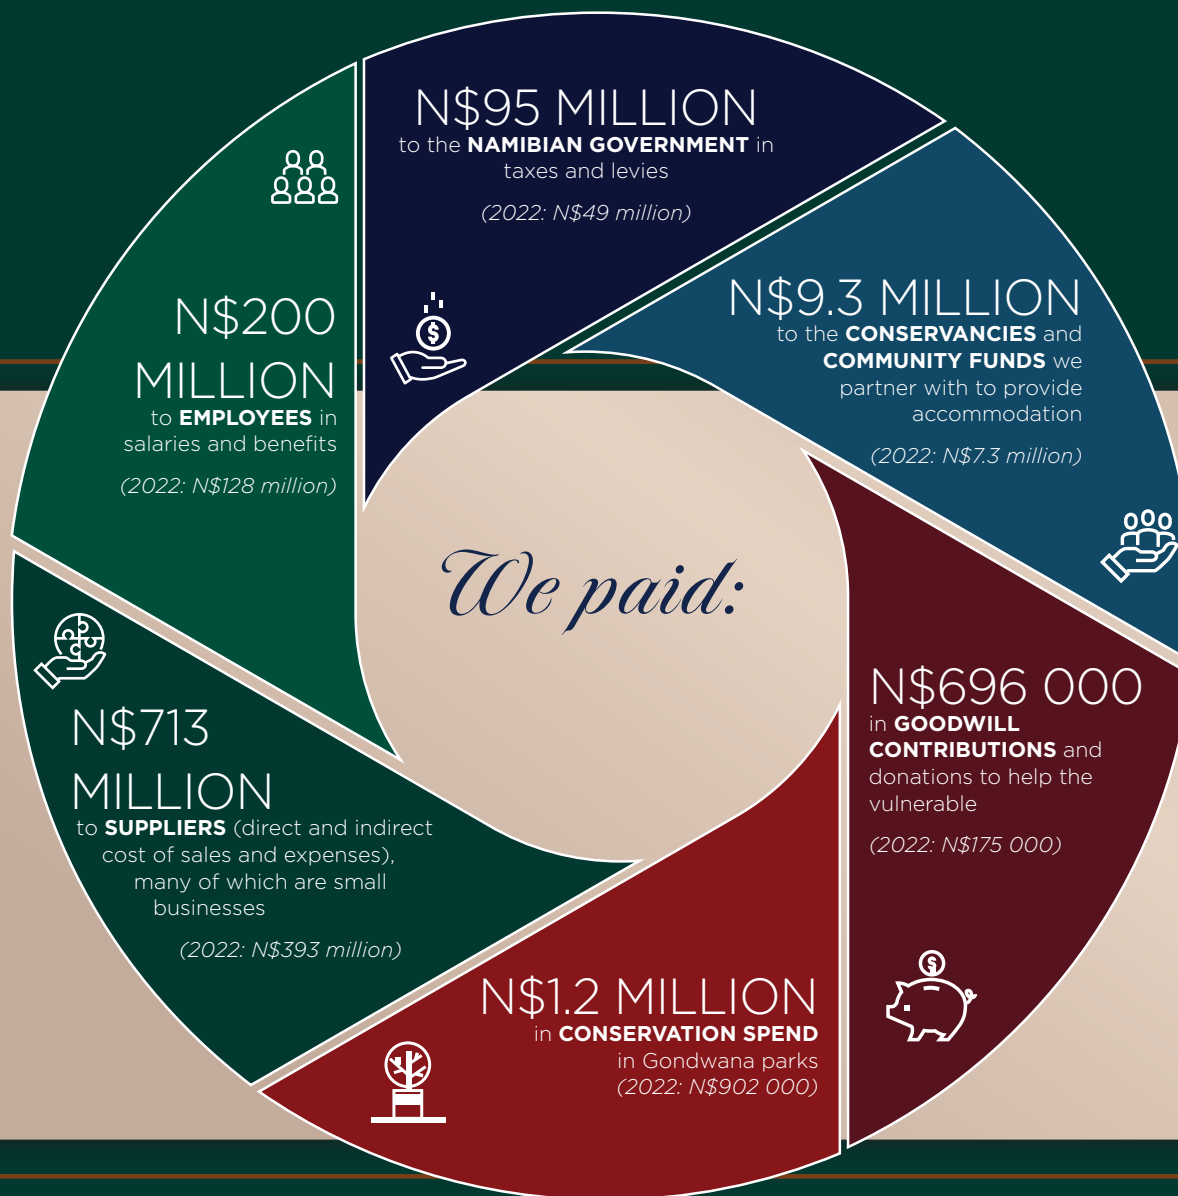 N$95 MILLION
to the NAMIBIAN GOVERNMENT in
taxes and levies
(2022: N$49 million)
N$9.3 MILLION
to the CONSERVANCIES and
COMMUNITY FUNDS we
partner with to provide
accommodation
(2022: N$7.3 million)
N$696 000
in GOODWILL
CONTRIBUTIONS and
donations to help the
vulnerable
(2022: N$175 000)
N$1.2 MILLION
in CONSERVATION SPEND
in Gondwana parks
(2022: N$902 000)
N$713
MILLION
to SUPPLIERS (direct and indirect
cost of sales and expenses),
many of which are small
businesses
(2022: N$393 million)
N$200
MILLION
to EMPLOYEES in
salaries and benefits
(2022: N$128 million)
We paid:
$
$